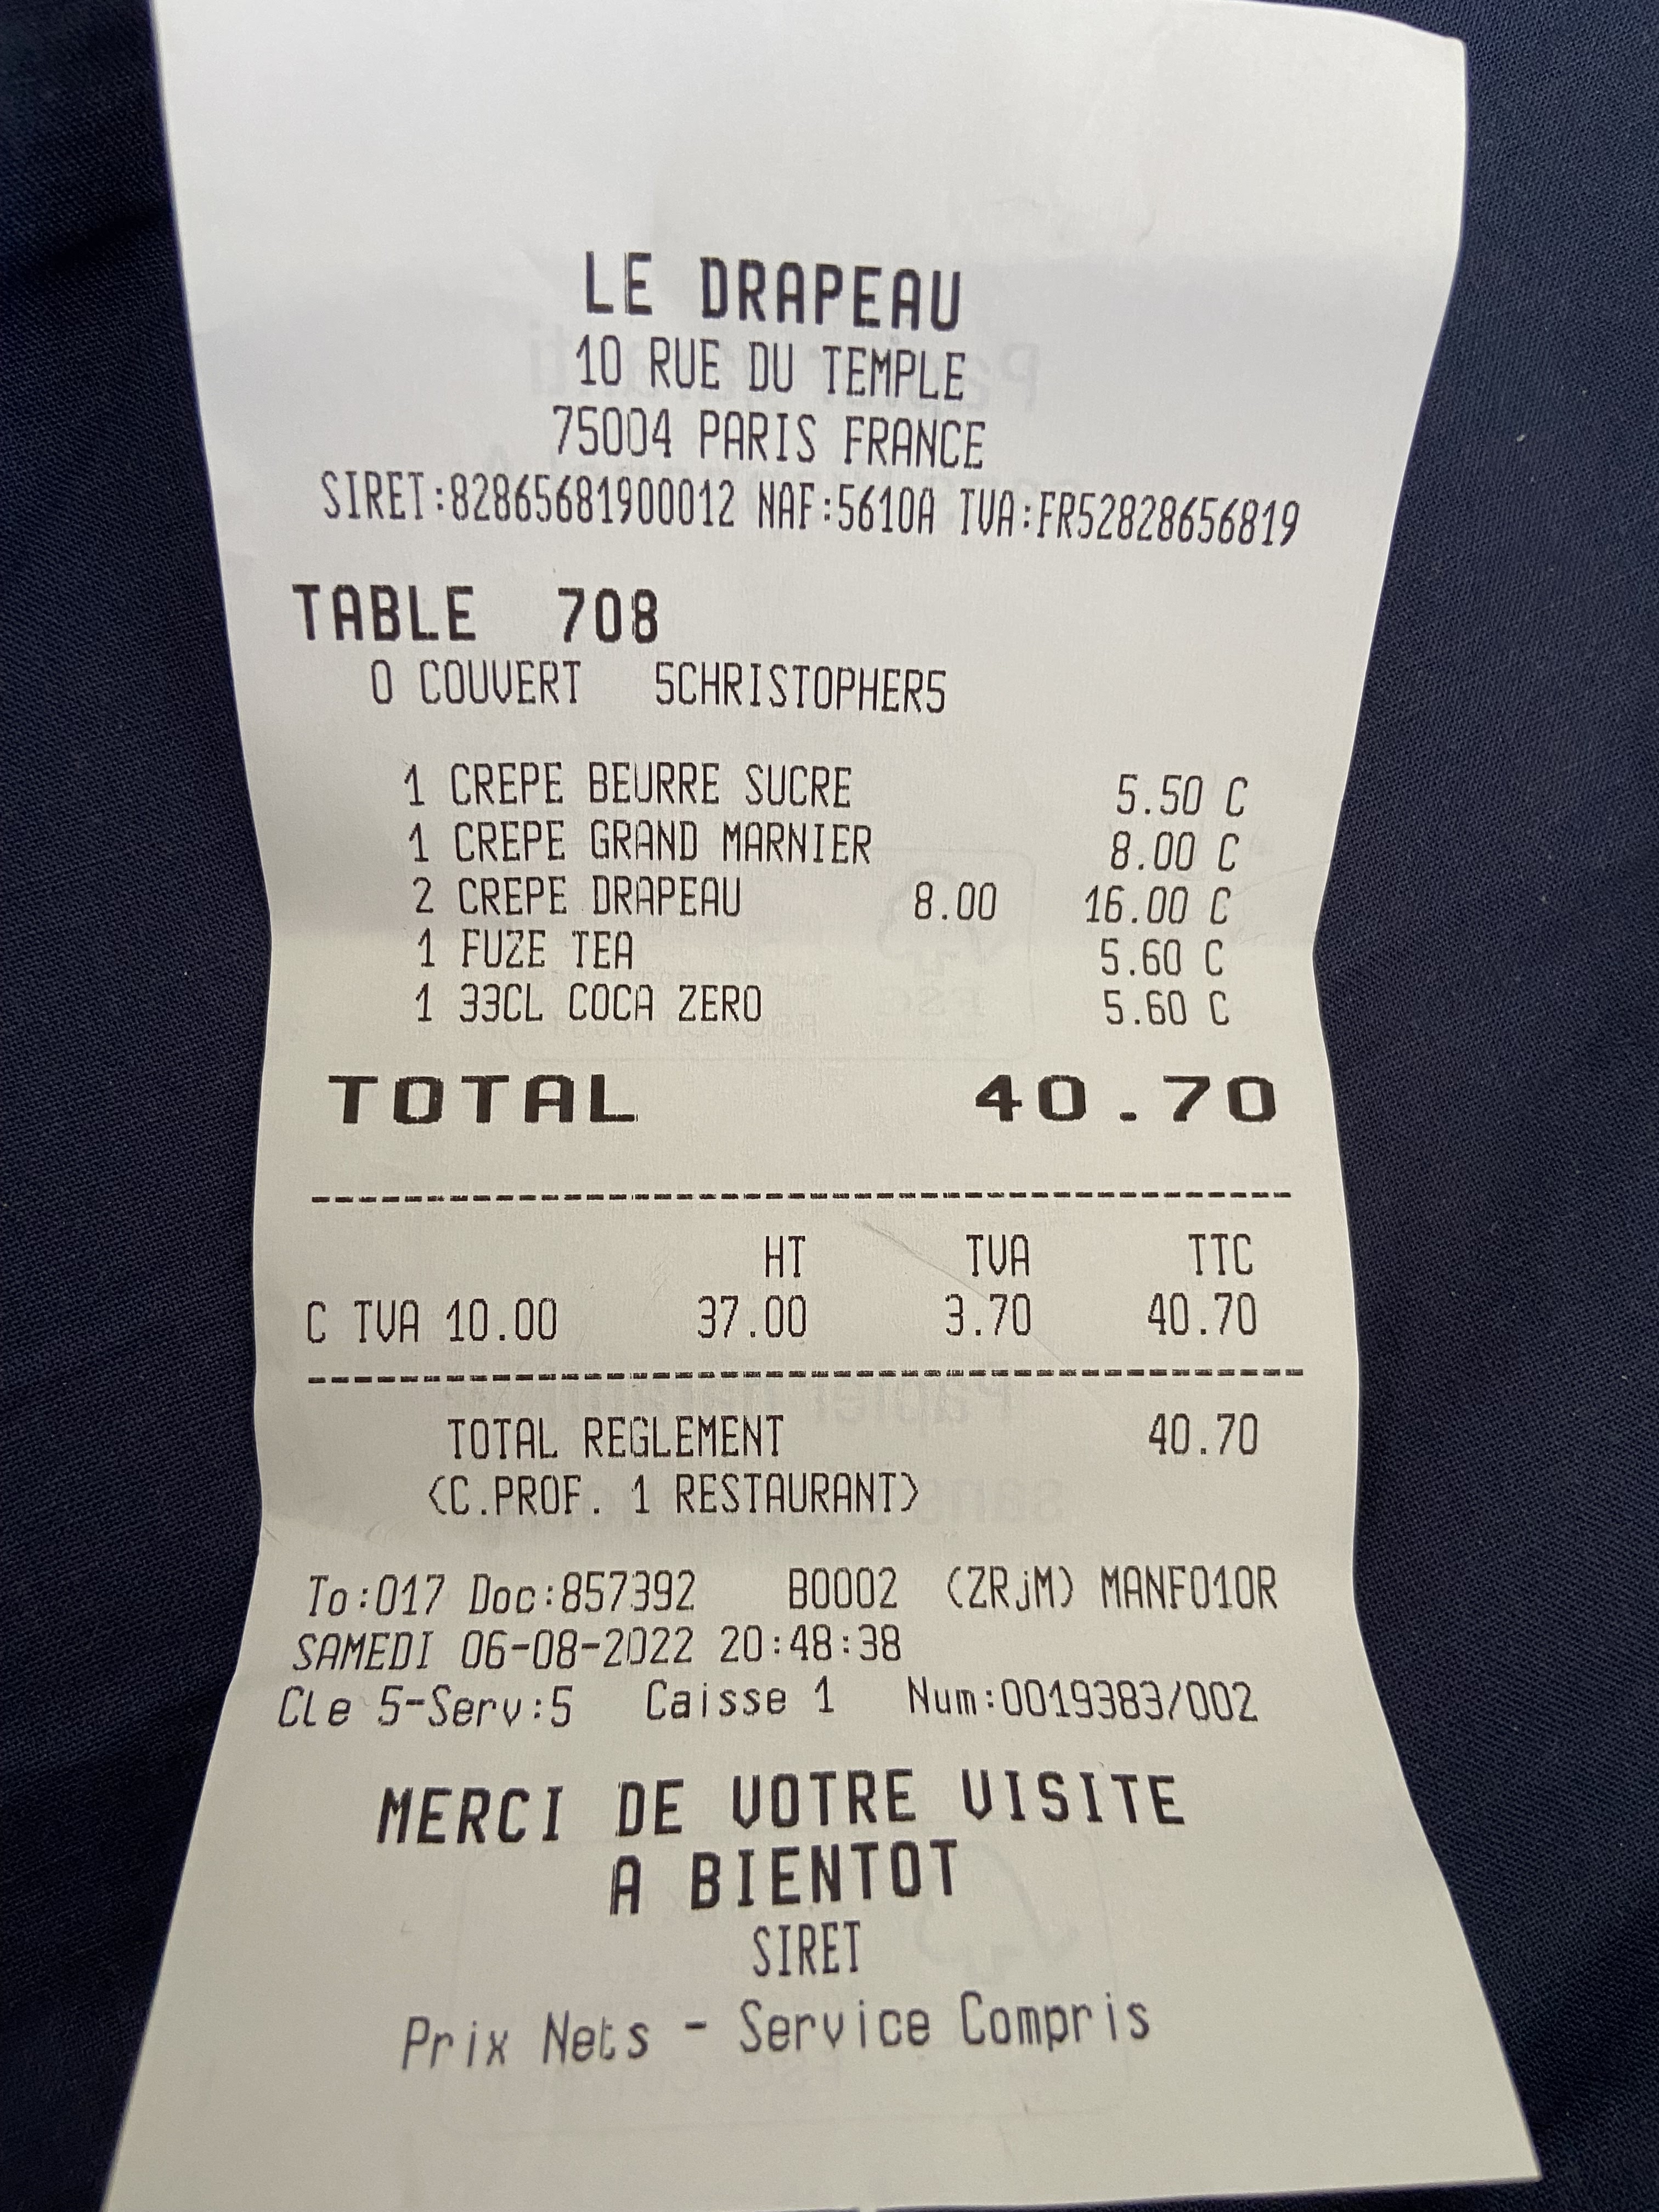 LE DRAPEAU
10 RUE DU TEMPLE
75004 PARIS FRANCE
SIRET:82865681900012 NAF:5610A TVA:FR52828656819
TABLE 708
0 COUVERT 5CHRISTOPHER5
1 CREPE BEURRE SUCRE 5.50 C
1 CREPE GRAND MARNIER 8.00 C
2 CREPE DRAPEAU 8.00 16.00 C
1 FUZE TEA 5.60 C
1 33CL COCA ZERO 5.60 C
TOTAL 40.70
HT TVA TTC
C TVA 10.00 37.00 3.70 40.70
TOTAL REGLEMENT 40.70
<C.PROF. 1 RESTAURANT>
To:017 Doc:857392 B0002 (ZRjM) MANF010R
SAMEDI 06-08-2022 20:48:38
Cle 5-Serv:5 Caisse 1 Num:0019383/002
MERCI DE VOTRE VISITE
A BIENTOT
SIRET
Prix Nets - Service Compris